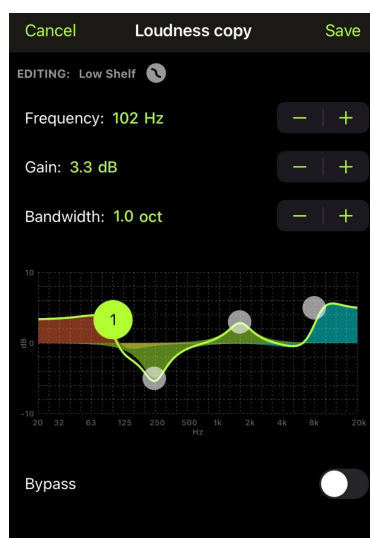 Cancel Loudness copy Save
EDITING: Low Shelf
Frequency: 102 Hz − +
Gain: 3.3 dB − +
Bandwidth: 1.0 oct − +
10
1
dB 0
-10
20 32 63 125 250 500 1k 2k 4k 8k 20k
Hz
Bypass